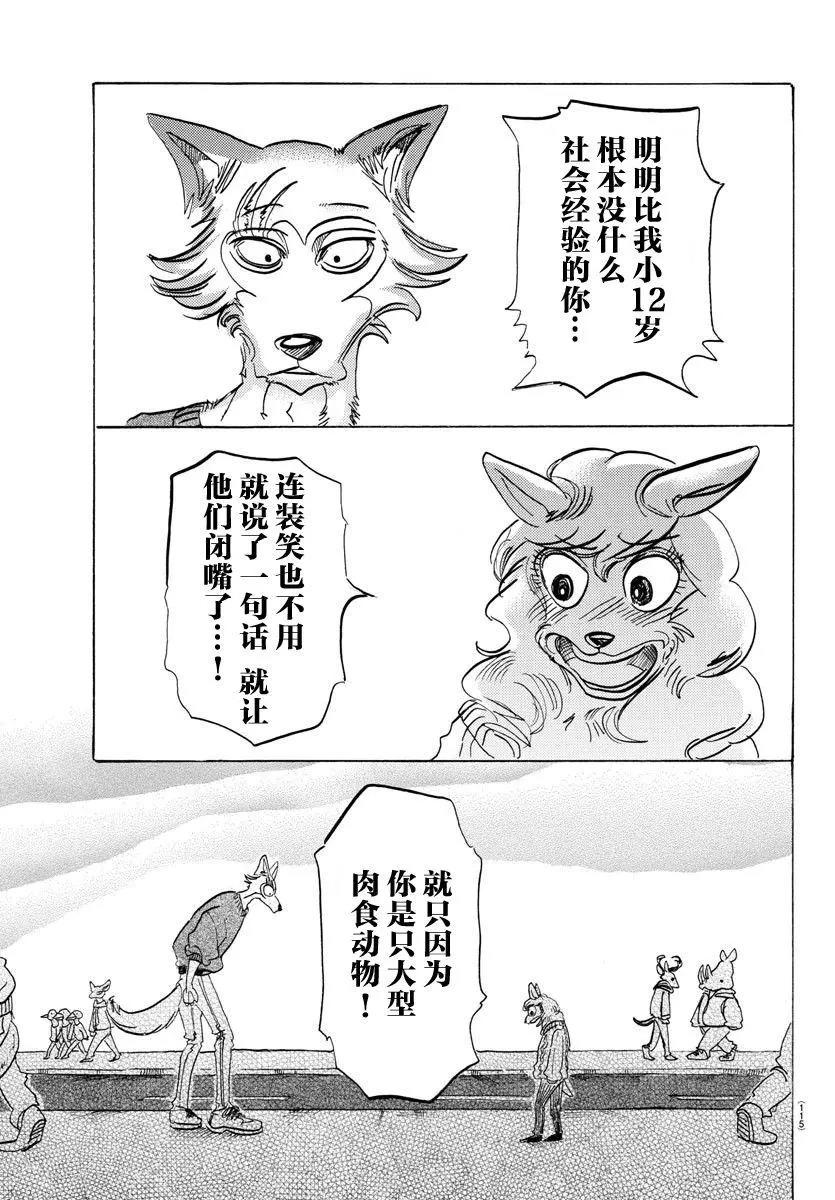 明明比我小12岁
根本没什么
社会经验的你…
连装笑也不用
就说了一句话 就让
他们闭嘴了…！
就只因为
你是只大型
肉食动物！
(115)